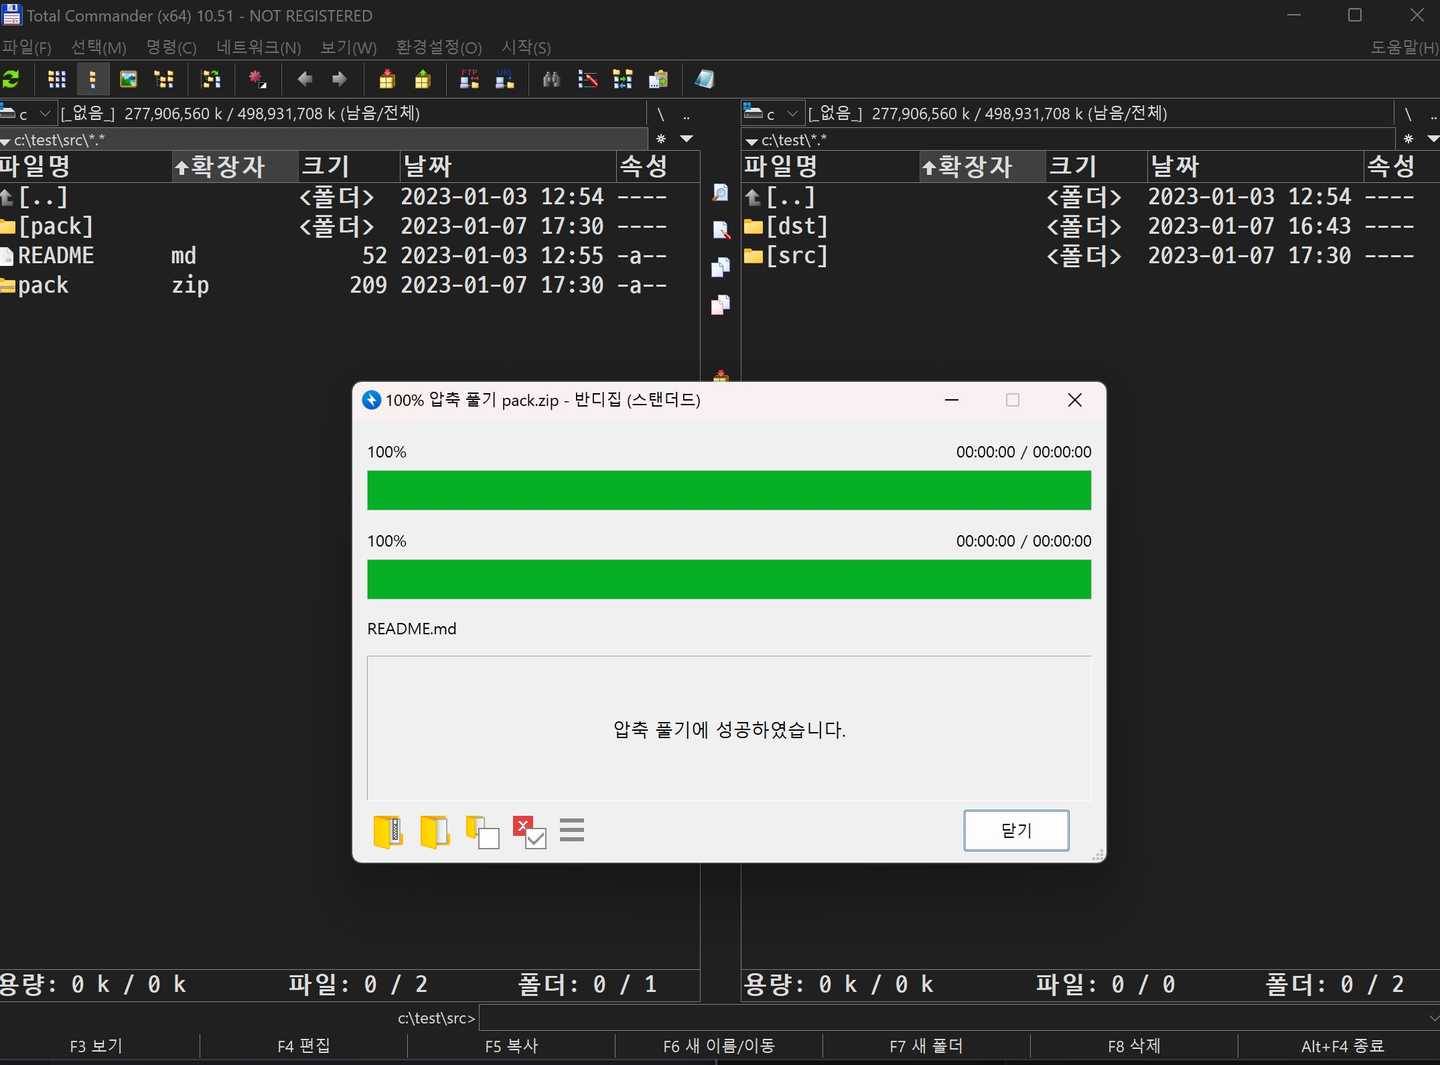 Total Commander (x64) 10.51 - NOT REGISTERED
파일(F) 선택(M) 명령(C) 네트워크(N) 보기(W) 환경설정(O) 시작(S) 도움말(H)
FTP URL
c [_없음_] 277,906,560 k / 498,931,708 k (남음/전체) \ .. c [_없음_] 277,906,560 k / 498,931,708 k (남음/전체) \ ..
c:\test\src\*.* * c:\test\*.* *
파일명 확장자 크기 날짜 속성 파일명 확장자 크기 날짜 속성
[..] <폴더> 2023-01-03 12:54 ---- [..] <폴더> 2023-01-03 12:54 ----
[pack] <폴더> 2023-01-07 17:30 ---- [dst] <폴더> 2023-01-07 16:43 ----
README md 52 2023-01-03 12:55 -a-- [src] <폴더> 2023-01-07 17:30 ----
pack zip 209 2023-01-07 17:30 -a--
100% 압축 풀기 pack.zip - 반디집 (스탠더드)
100% 00:00:00 / 00:00:00
100% 00:00:00 / 00:00:00
README.md
압축 풀기에 성공하였습니다.
닫기
용량: 0 k / 0 k 파일: 0 / 2 폴더: 0 / 1 용량: 0 k / 0 k 파일: 0 / 0 폴더: 0 / 2
c:\test\src>
F3 보기 F4 편집 F5 복사 F6 새 이름/이동 F7 새 폴더 F8 삭제 Alt+F4 종료